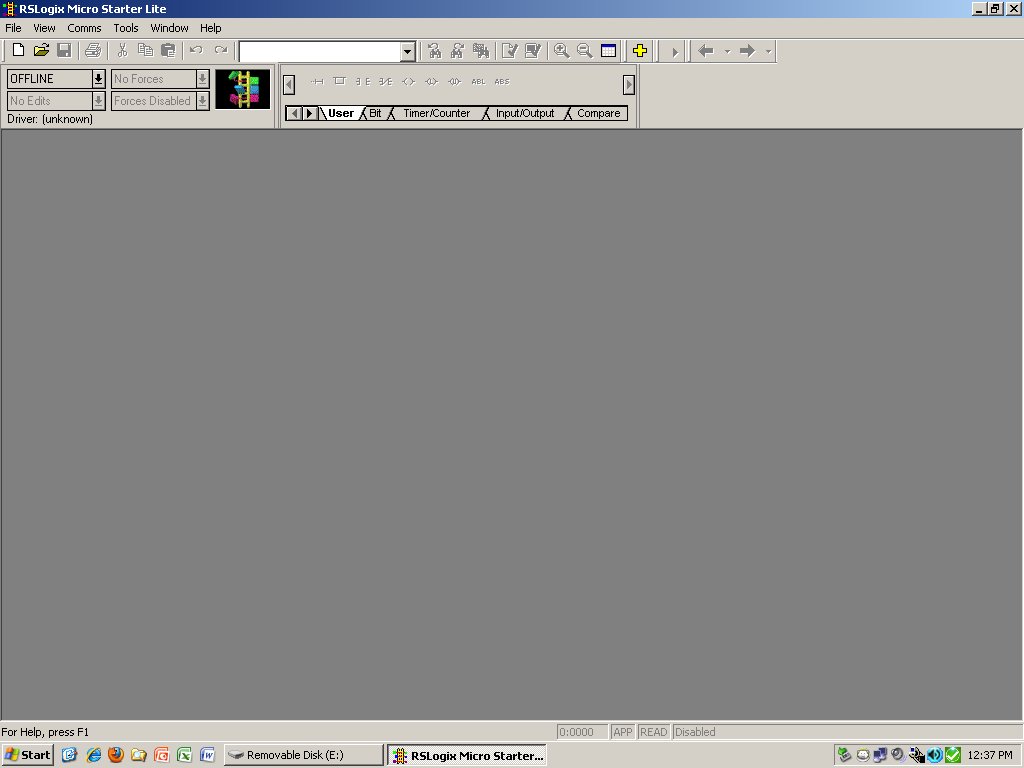 RSLogix Micro Starter Lite
File View Comms Tools Window Help
OFFLINE No Forces
No Edits Forces Disabled
Driver: (unknown)
ABL ABS
User Bit Timer/Counter Input/Output Compare
For Help, press F1 0:0000 APP READ Disabled
Start Removable Disk (E:) RSLogix Micro Starter... 12:37 PM